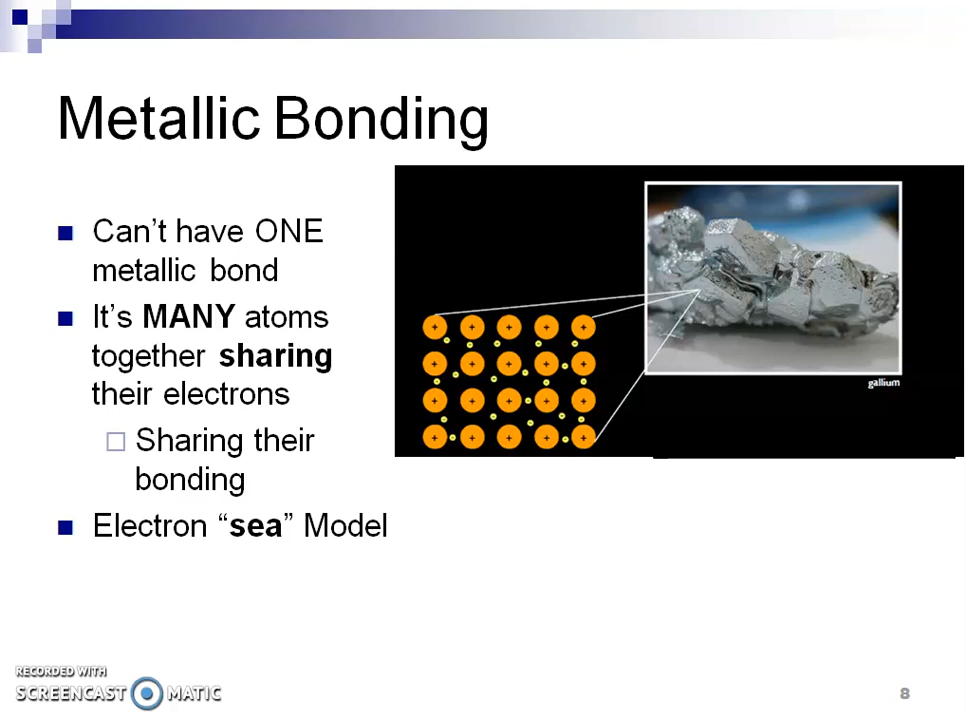 Metallic Bonding
Can't have ONE
metallic bond
It's MANY atoms
together sharing
their electrons
Sharing their
bonding
Electron “sea” Model
gallium
RECORDED WITH
SCREENCAST MATIC
8